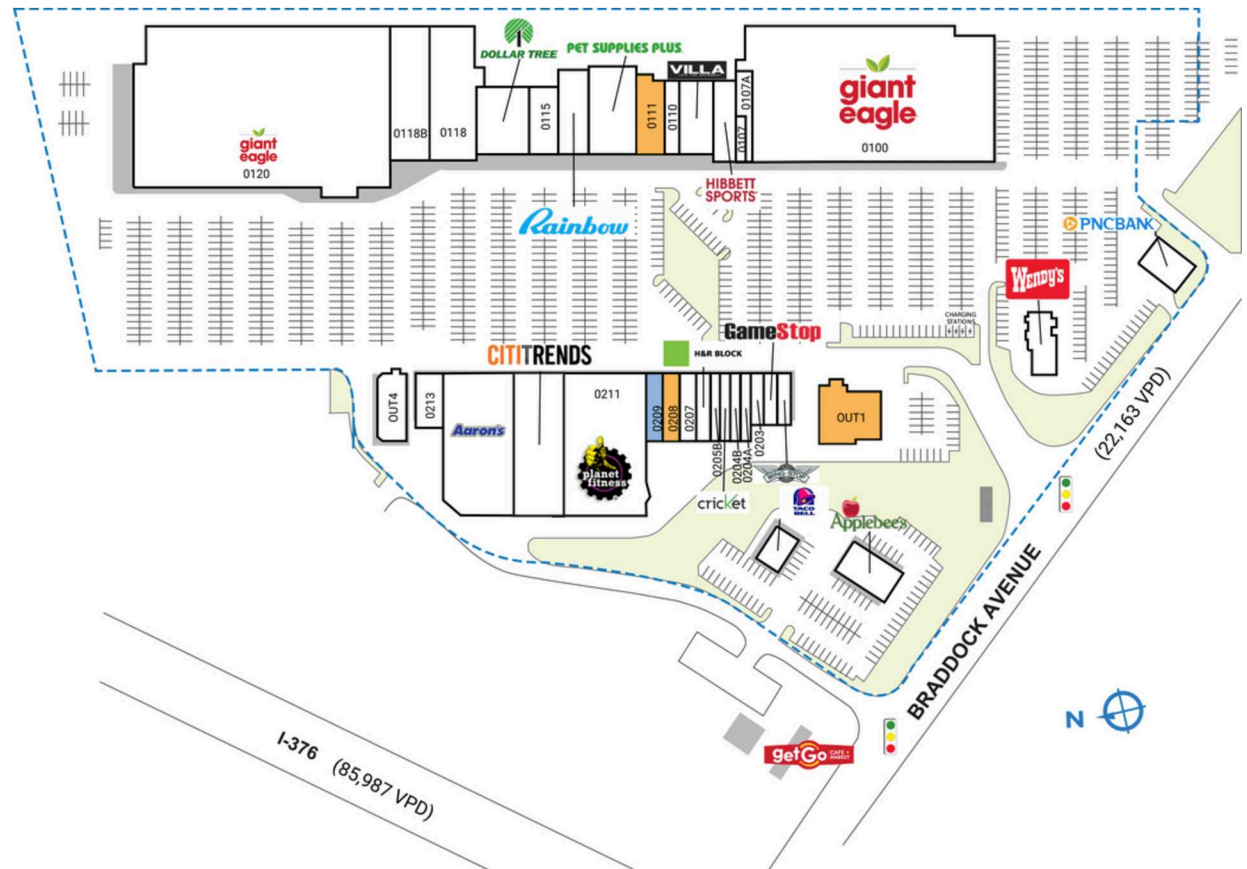 DOLLAR TREE
PET SUPPLIES PLUS
VILLA
giant
eagle
0120
0118B
0118
0115
0111
0110
0107A
0107
giant
eagle
0100
Rainbow
HIBBETT
SPORTS
PNCBANK
WENDY'S
CHARGING
STATIONS
CITITRENDS
H&R BLOCK
GameStop
OUT4
0213
Aaron's
0211
planet
fitness
0209
0208
0207
0205B
0204B
0204A
0203
OUT1
cricket
TACO
BELL
Applebee's
BRADDOCK AVENUE
(22,163 VPD)
N
getGo CAFE +
MARKET
I-376 (85,987 VPD)